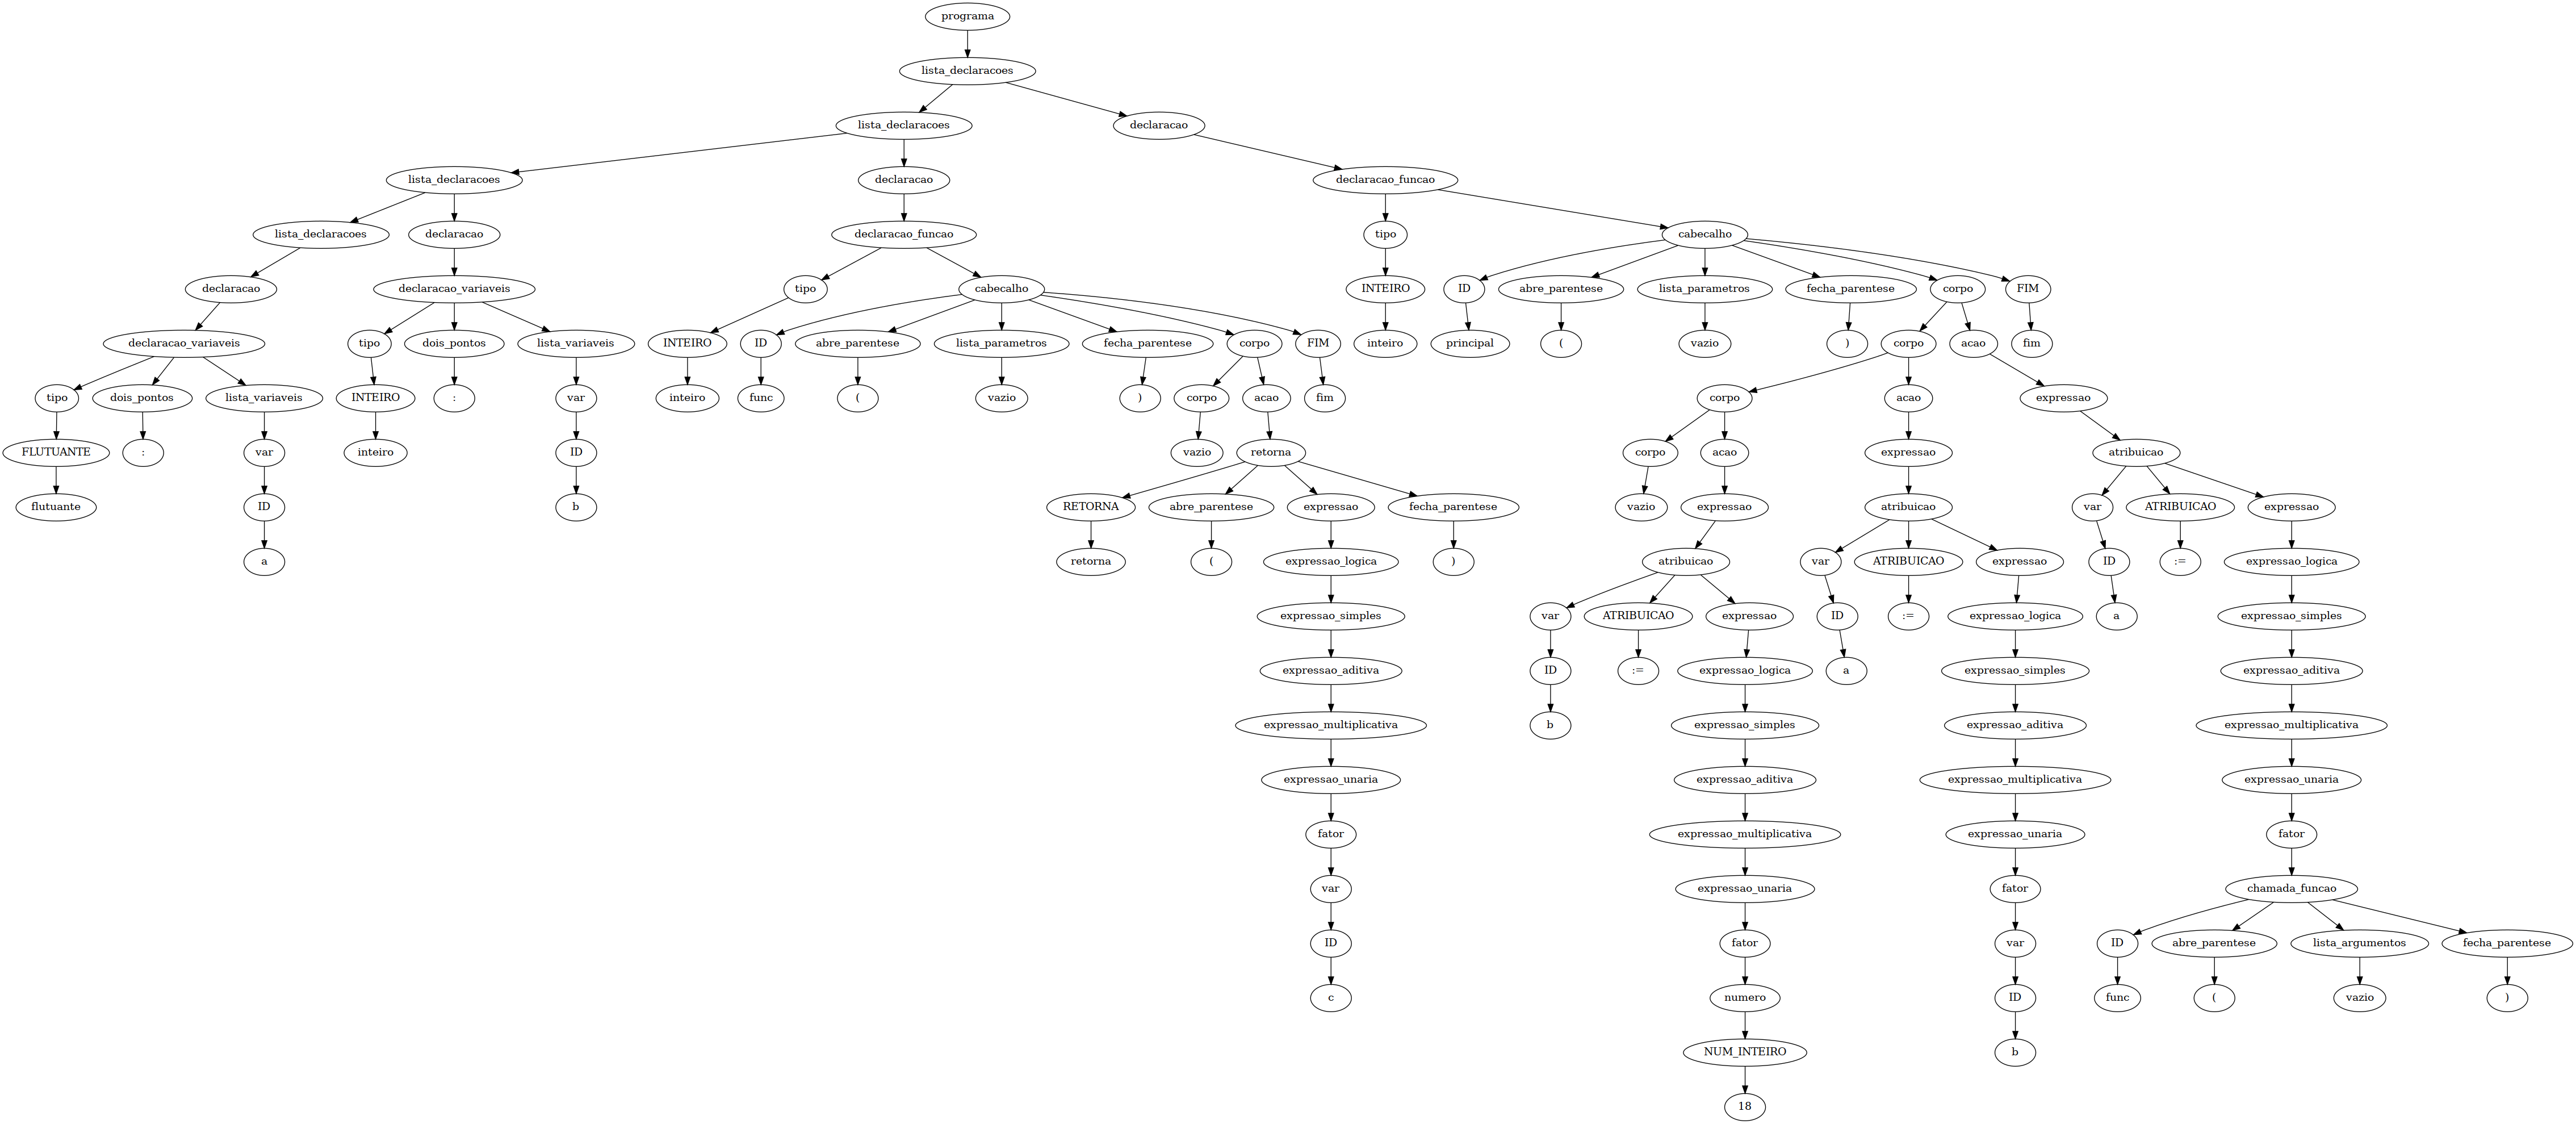 programa
lista_declaracoes
lista_declaracoes declaracao
lista_declaracoes declaracao declaracao_funcao
lista_declaracoes declaracao declaracao_funcao tipo cabecalho
declaracao declaracao_variaveis tipo cabecalho INTEIRO ID abre_parentese lista_parametros fecha_parentese corpo FIM
declaracao_variaveis tipo dois_pontos lista_variaveis INTEIRO ID abre_parentese lista_parametros fecha_parentese corpo FIM inteiro principal ( vazio ) corpo acao fim
tipo dois_pontos lista_variaveis INTEIRO : var inteiro func ( vazio ) corpo acao fim corpo acao expressao
FLUTUANTE : var inteiro ID vazio retorna corpo acao expressao atribuicao
flutuante ID b RETORNA abre_parentese expressao fecha_parentese vazio expressao atribuicao var ATRIBUICAO expressao
a retorna ( expressao_logica ) atribuicao var ATRIBUICAO expressao ID := expressao_logica
expressao_simples var ATRIBUICAO expressao ID := expressao_logica a expressao_simples
expressao_aditiva ID := expressao_logica a expressao_simples expressao_aditiva
expressao_multiplicativa b expressao_simples expressao_aditiva expressao_multiplicativa
expressao_unaria expressao_aditiva expressao_multiplicativa expressao_unaria
fator expressao_multiplicativa expressao_unaria fator
var expressao_unaria fator chamada_funcao
ID fator var ID abre_parentese lista_argumentos fecha_parentese
c numero ID func ( vazio )
NUM_INTEIRO b
18